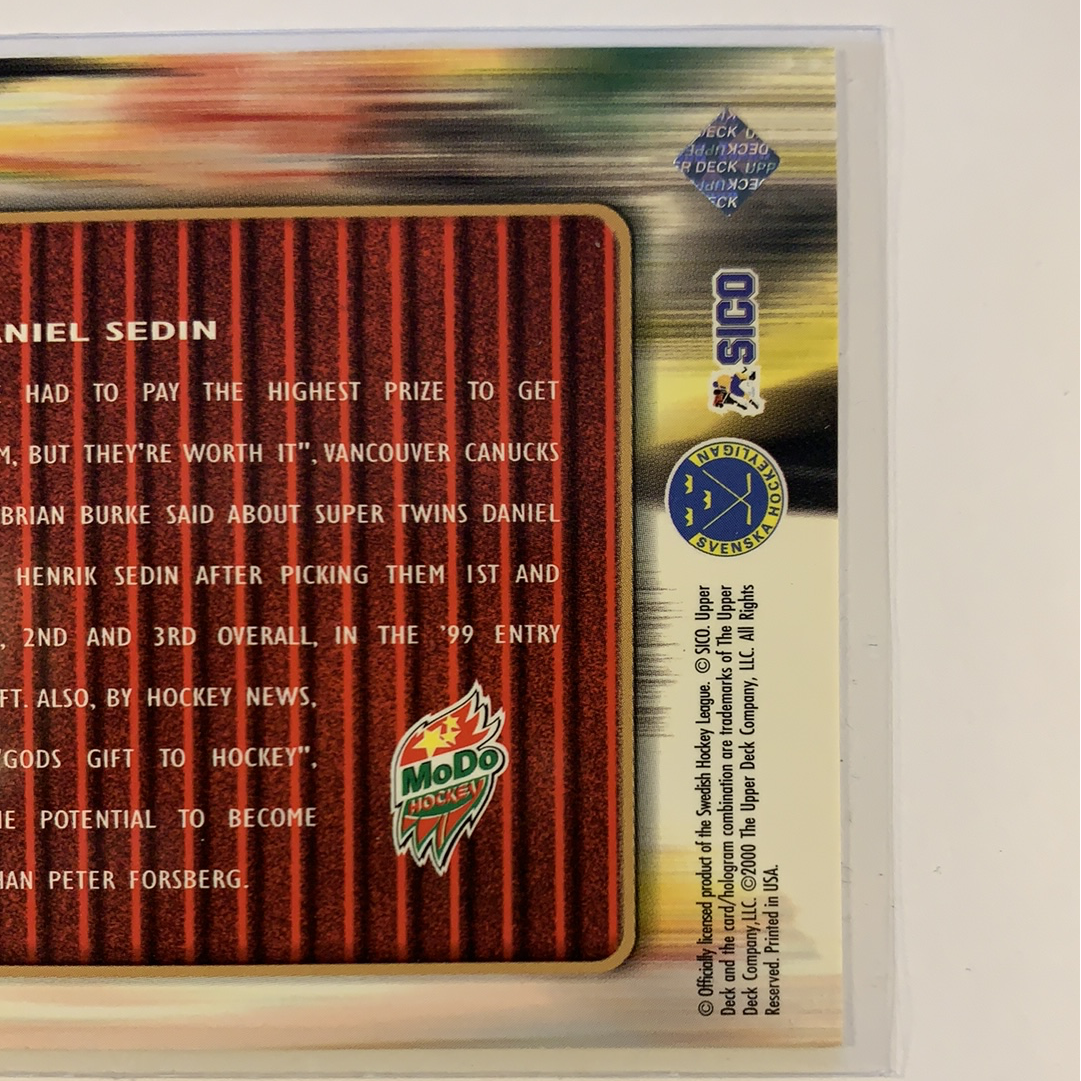 ANIEL SEDIN
HAD TO PAY THE HIGHEST PRIZE TO GET
M, BUT THEY'RE WORTH IT", VANCOUVER CANUCKS
BRIAN BURKE SAID ABOUT SUPER TWINS DANIEL
HENRIK SEDIN AFTER PICKING THEM 1ST AND
, 2ND AND 3RD OVERALL, IN THE '99 ENTRY
FT. ALSO, BY HOCKEY NEWS,
"GODS GIFT TO HOCKEY",
E POTENTIAL TO BECOME
IAN PETER FORSBERG.
MoDo
HOCKEY
DECK U
DECK
R DECK UPP
CK
SICO
SVENSKA HOCKEYLIGAN
© Officially licensed product of the Swedish Hockey League. © SICO. Upper
Deck and the card/hologram combination are trademarks of The Upper
Deck Company, LLC. ©2000 The Upper Deck Company, LLC. All Rights
Reserved. Printed in USA.